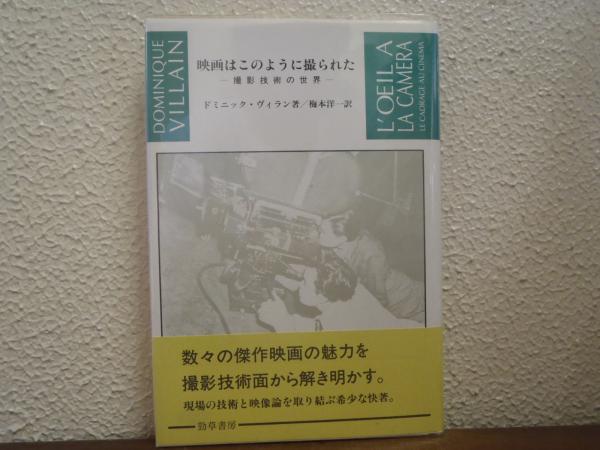 DOMINIQUE
VILLAIN
映画はこのように撮られた
―撮影技術の世界―
ドミニック・ヴィラン著／梅本洋一訳
L'ŒIL A
LA CAMERA
LE CADRAGE AU CINEMA
数々の傑作映画の魅力を
撮影技術面から解き明かす。
現場の技術と映像論を取り結ぶ希少な快著。
勁草書房